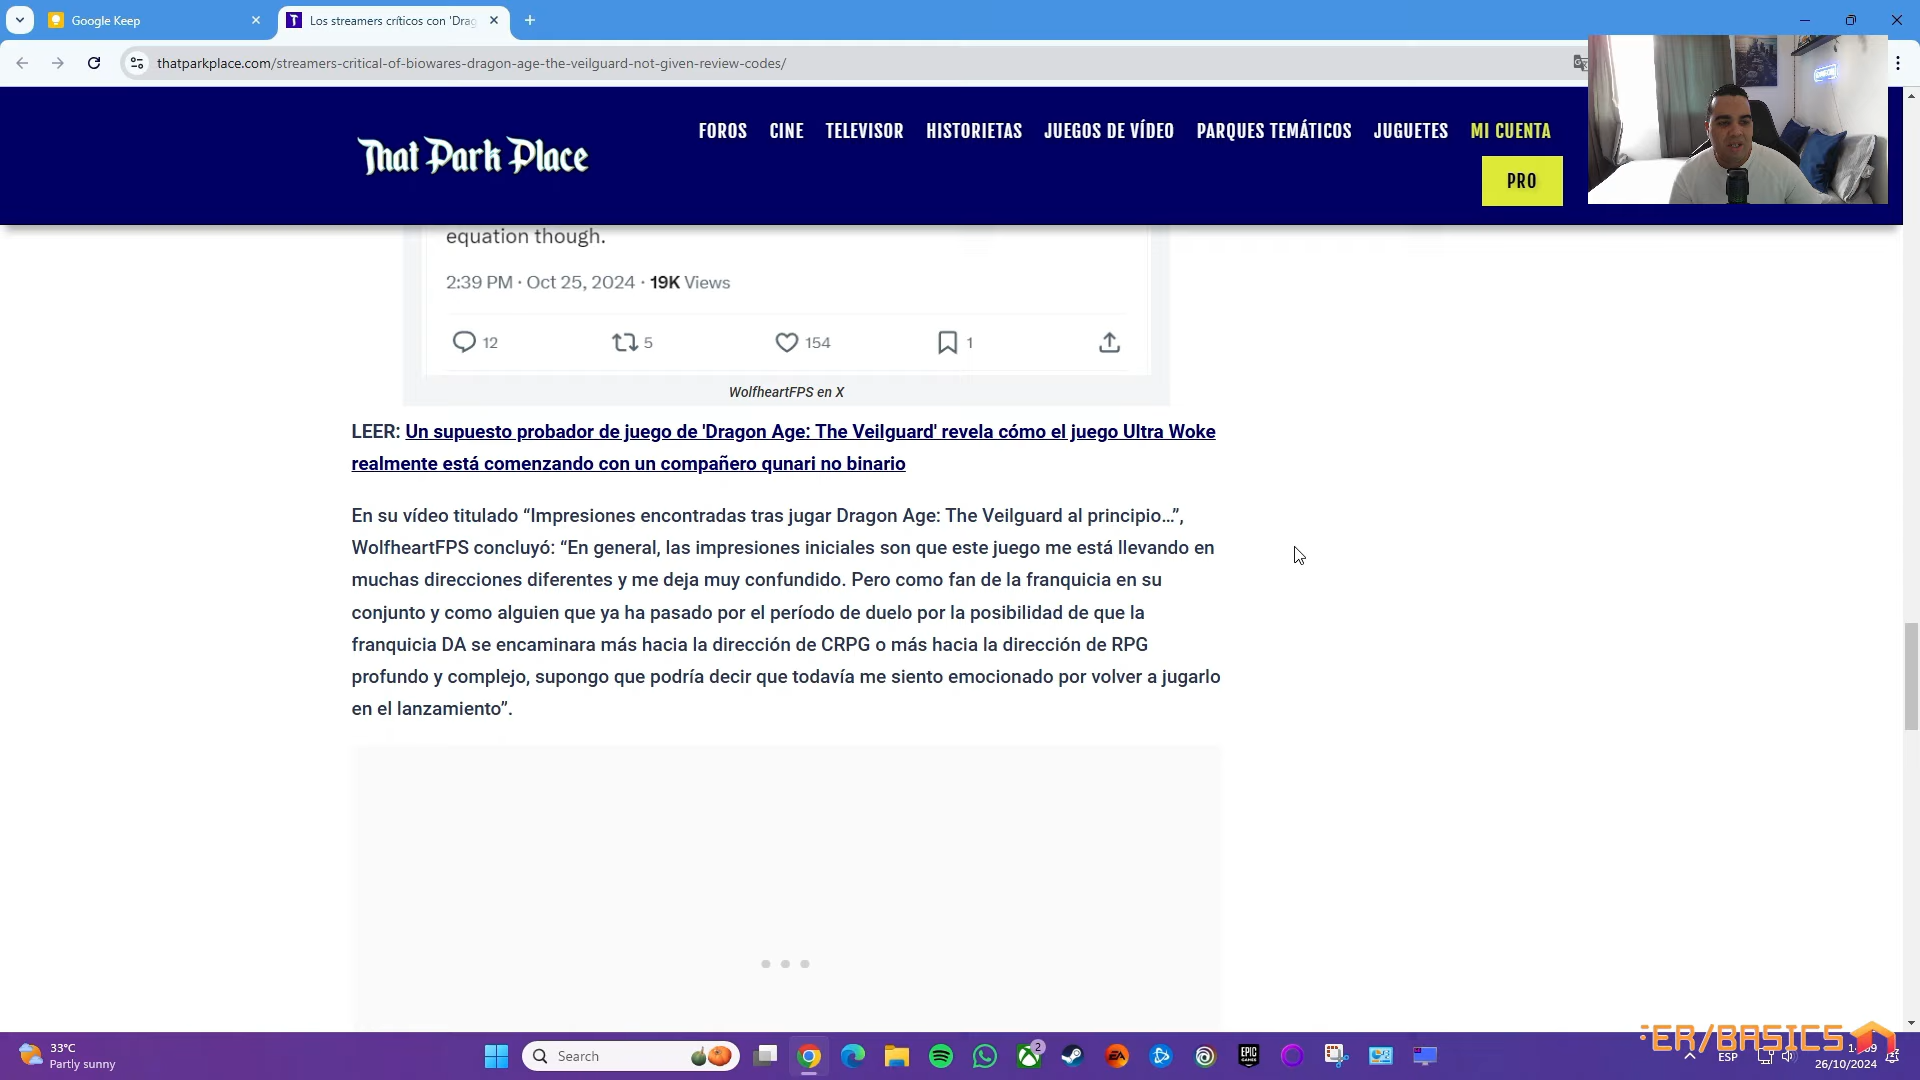 Google Keep
Los streamers críticos con 'Drag
thatparkplace.com/streamers-critical-of-biowares-dragon-age-the-veilguard-not-given-review-codes/
That Park Place
FOROS CINE TELEVISOR HISTORIETAS JUEGOS DE VÍDEO PARQUES TEMÁTICOS JUGUETES MI CUENTA
PRO
equation though.
2:39 PM · Oct 25, 2024 · 19K Views
12 5 154 1
WolfheartFPS en X
LEER: Un supuesto probador de juego de 'Dragon Age: The Veilguard' revela cómo el juego Ultra Woke
realmente está comenzando con un compañero qunari no binario
En su vídeo titulado “Impresiones encontradas tras jugar Dragon Age: The Veilguard al principio…”,
WolfheartFPS concluyó: “En general, las impresiones iniciales son que este juego me está llevando en
muchas direcciones diferentes y me deja muy confundido. Pero como fan de la franquicia en su
conjunto y como alguien que ya ha pasado por el período de duelo por la posibilidad de que la
franquicia DA se encaminara más hacia la dirección de CRPG o más hacia la dirección de RPG
profundo y complejo, supongo que podría decir que todavía me siento emocionado por volver a jugarlo
en el lanzamiento”.
33°C
Partly sunny
Search
2
EA
EPIC
:ER/BASICS
ESP
26/10/2024